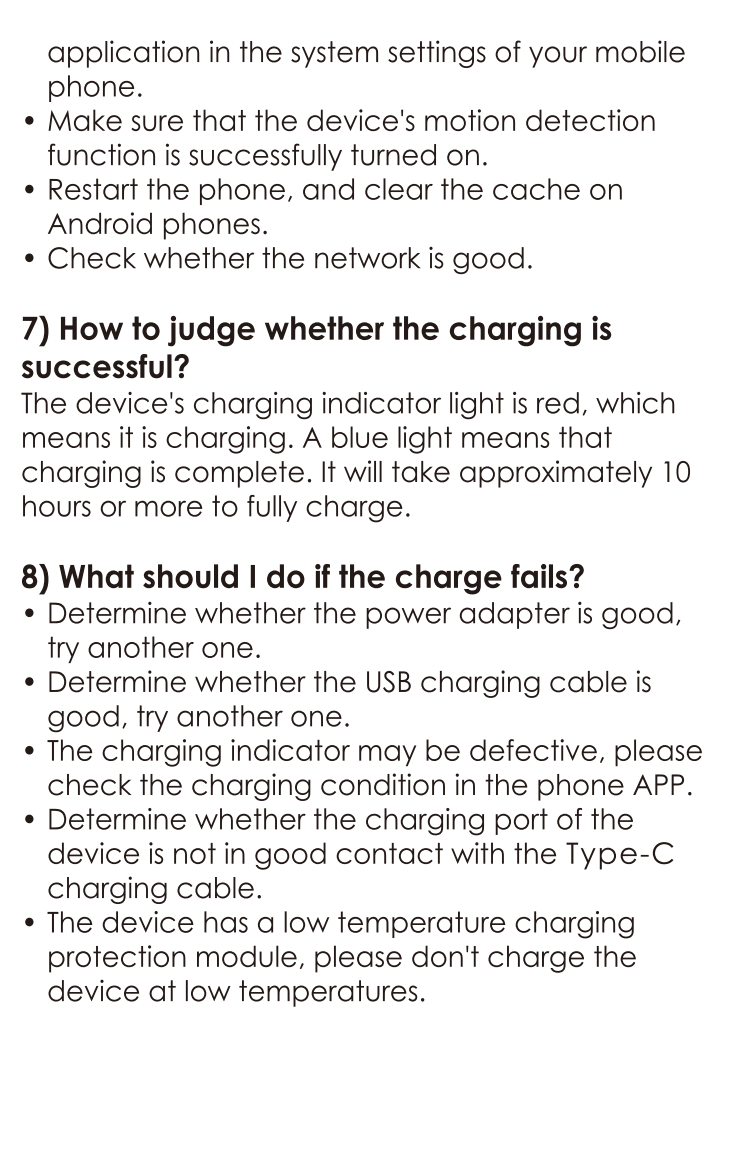 application in the system settings of your mobile
phone.
• Make sure that the device's motion detection
function is successfully turned on.
• Restart the phone, and clear the cache on
Android phones.
• Check whether the network is good.
7) How to judge whether the charging is
successful?
The device's charging indicator light is red, which
means it is charging. A blue light means that
charging is complete. It will take approximately 10
hours or more to fully charge.
8) What should I do if the charge fails?
• Determine whether the power adapter is good,
try another one.
• Determine whether the USB charging cable is
good, try another one.
• The charging indicator may be defective, please
check the charging condition in the phone APP.
• Determine whether the charging port of the
device is not in good contact with the Type-C
charging cable.
• The device has a low temperature charging
protection module, please don't charge the
device at low temperatures.